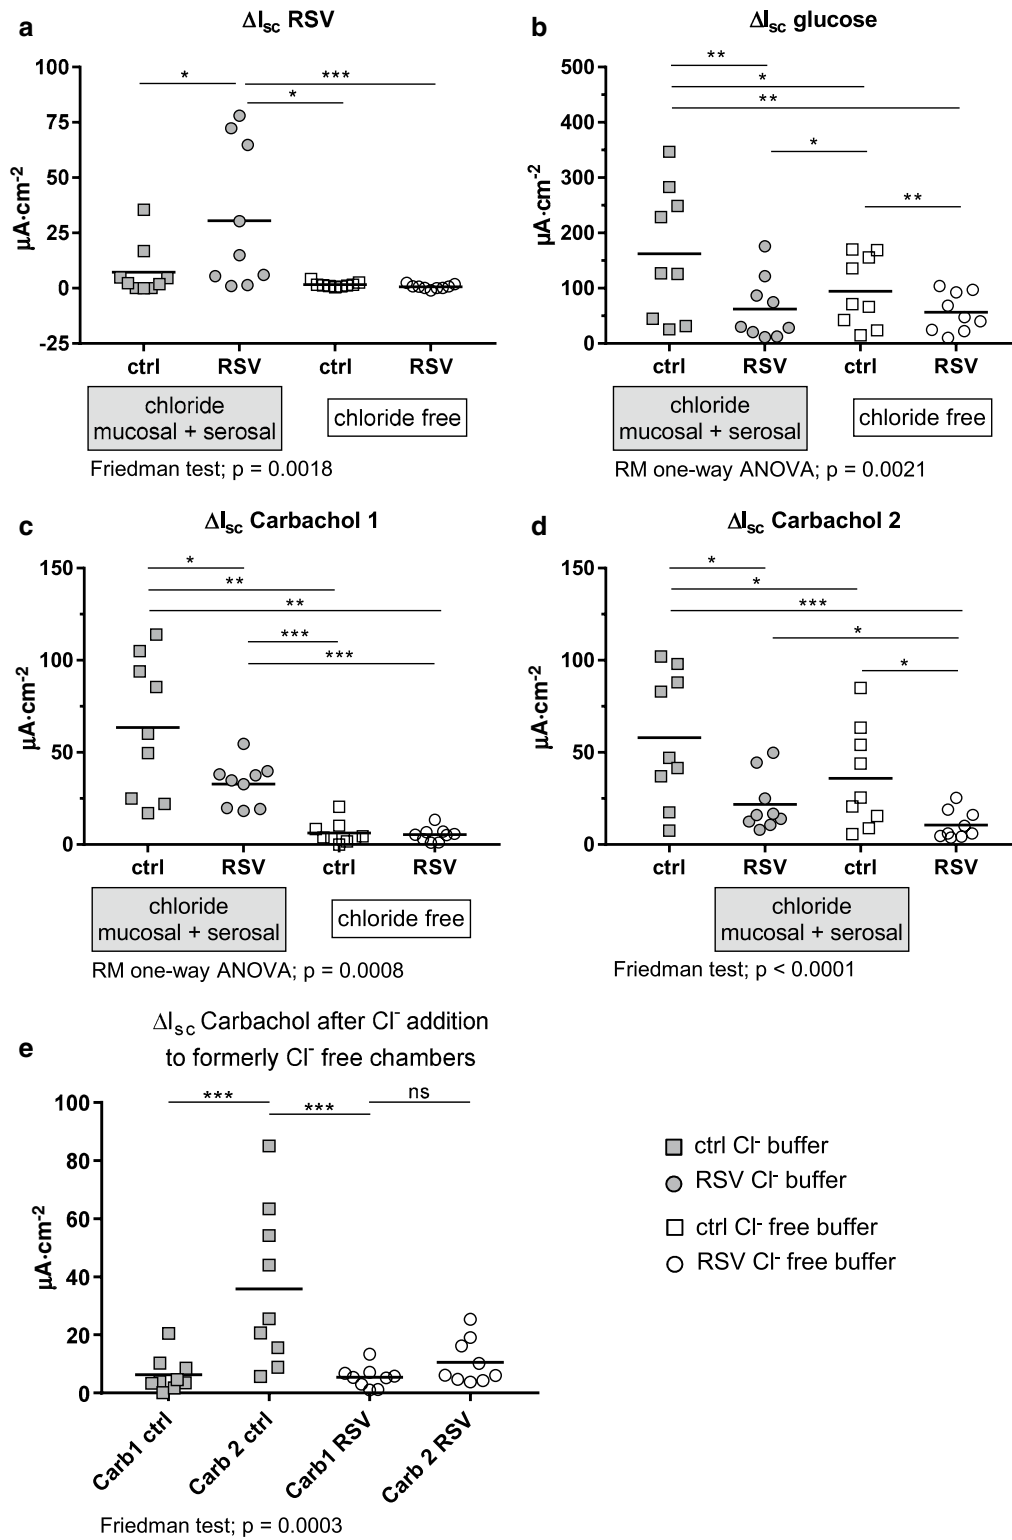 a
ΔIsc RSV
*
***
*
100
75
50
25
0
-25
µA·cm-2
ctrl RSV ctrl RSV
chloride
mucosal + serosal
chloride free
Friedman test; p = 0.0018
b
ΔIsc glucose
**
*
**
*
**
500
400
300
200
100
0
µA·cm-2
ctrl RSV ctrl RSV
chloride
mucosal + serosal
chloride free
RM one-way ANOVA; p = 0.0021
c
ΔIsc Carbachol 1
*
**
**
***
***
150
100
50
0
µA·cm-2
ctrl RSV ctrl RSV
chloride
mucosal + serosal
chloride free
RM one-way ANOVA; p = 0.0008
d
ΔIsc Carbachol 2
*
*
***
*
*
150
100
50
0
µA·cm-2
ctrl RSV ctrl RSV
chloride
mucosal + serosal
Friedman test; p < 0.0001
e
ΔIsc Carbachol after Cl- addition
to formerly Cl- free chambers
***
***
ns
100
80
60
40
20
0
µA·cm-2
Carb1 ctrl
Carb 2 ctrl
Carb1 RSV
Carb 2 RSV
Friedman test; p = 0.0003
ctrl Cl- buffer
RSV Cl- buffer
ctrl Cl- free buffer
RSV Cl- free buffer